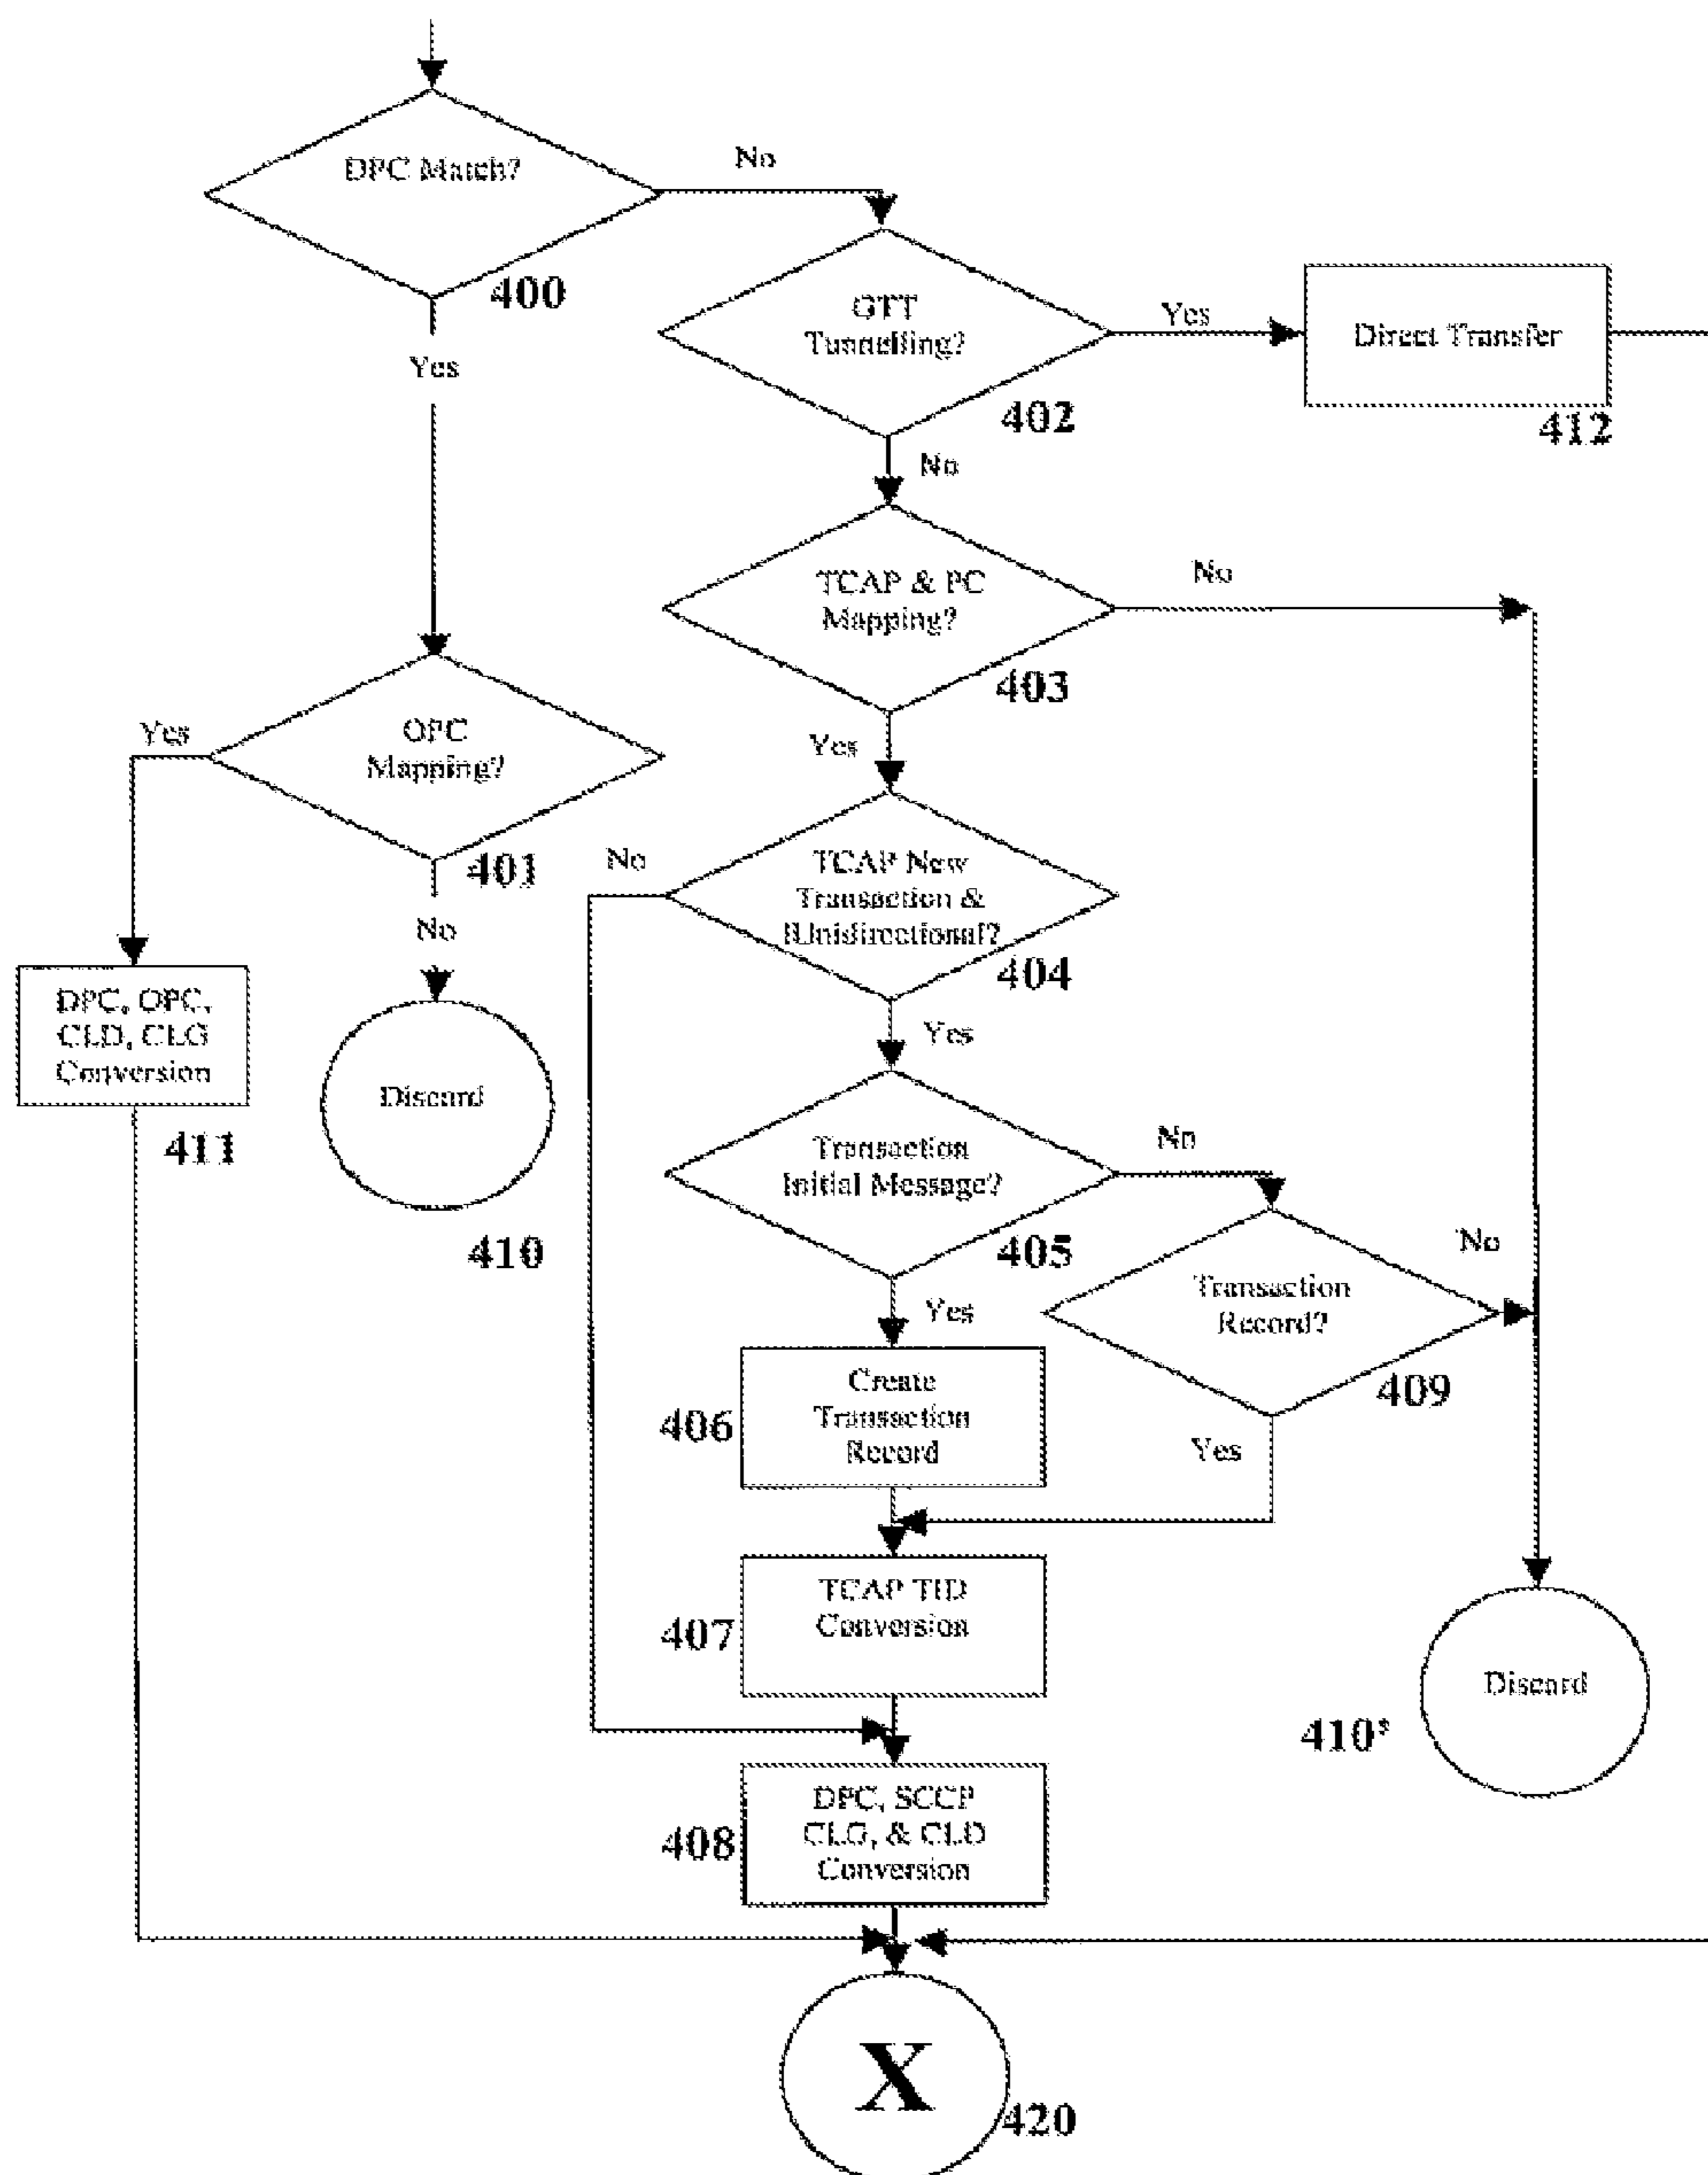 DPC Match?
No
400
GTT
Tunnelling?
Yes
Direct Transfer
402
412
Yes
No
TCAP & PC
Mapping?
No
403
Yes
OPC
Mapping?
Yes
401
No
TCAP New
Transaction &
!Unidirectional?
No
404
DPC, OPC,
CLD, CLG
Conversion
411
Discard
410
Yes
Transaction
Initial Message?
No
405
Transaction
Record?
No
409
Yes
Create
Transaction
Record
406
Yes
TCAP TID
Conversion
407
Discard
410'
DPC, SCCP
CLG, & CLD
Conversion
408
X
420